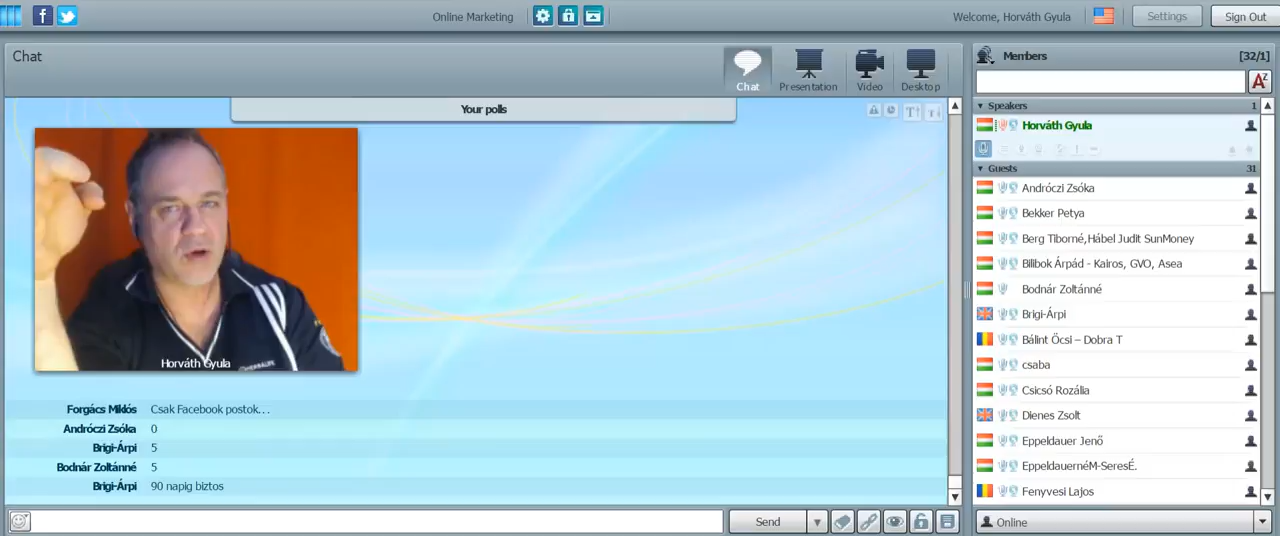 Online Marketing
Welcome, Horváth Gyula
Settings
Sign Out
Chat
Chat
Presentation
Video
Desktop
Members
[32/1]
Your polls
Speakers 1
Horváth Gyula
Guests 31
Andróczi Zsóka
Bekker Petya
Berg Tiborné,Hábel Judit SunMoney
Bilibok Árpád - Kairos, GVO, Asea
Bodnár Zoltánné
Brigi-Árpi
Bálint Öcsi – Dobra T
csaba
Csicsó Rozália
Dienes Zsolt
Eppeldauer Jenő
EppeldauernéM-SeresÉ.
Fenyvesi Lajos
Horváth Gyula
Forgács Miklós Csak Facebook postok...
Andróczi Zsóka 0
Brigi-Árpi 5
Bodnár Zoltánné 5
Brigi-Árpi 90 napig biztos
Send
Online